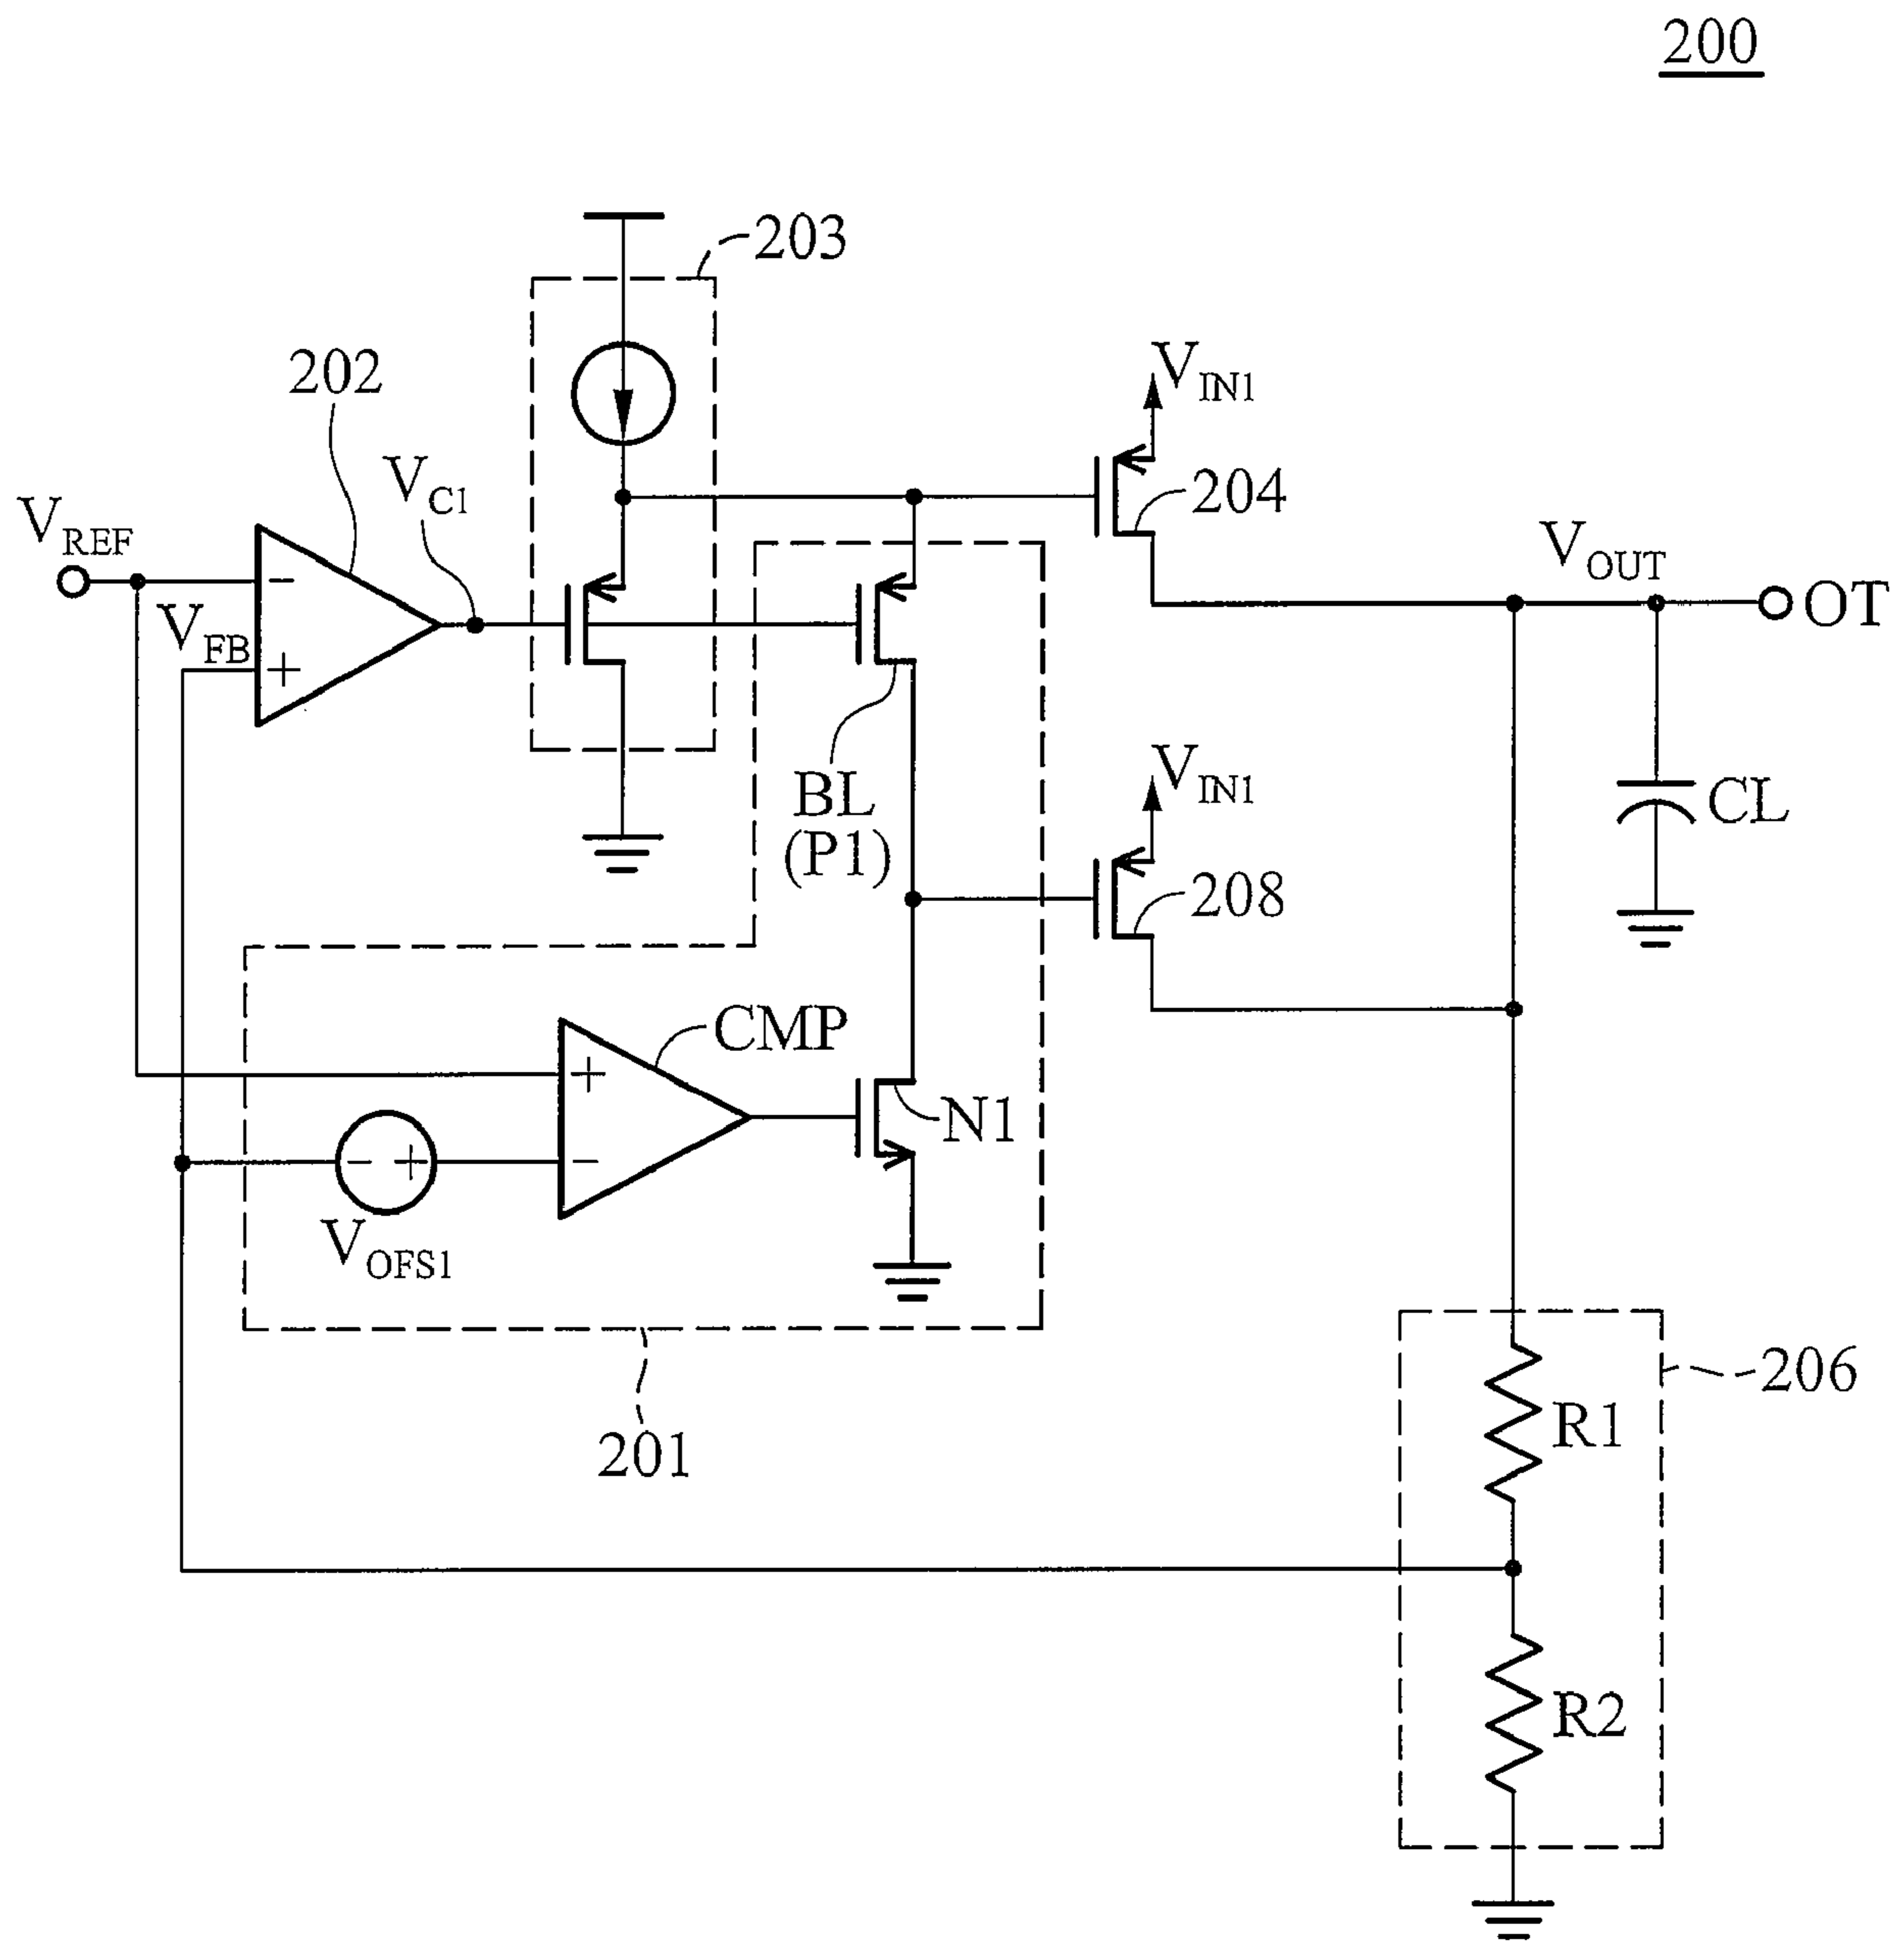 200
203
202
V_IN1
V_C1
204
V_REF
V_OUT
V_FB
−
+
OT
BL
(P1)
V_IN1
CL
208
CMP
+
N1
− +
−
V_OFS1
206
R1
201
R2